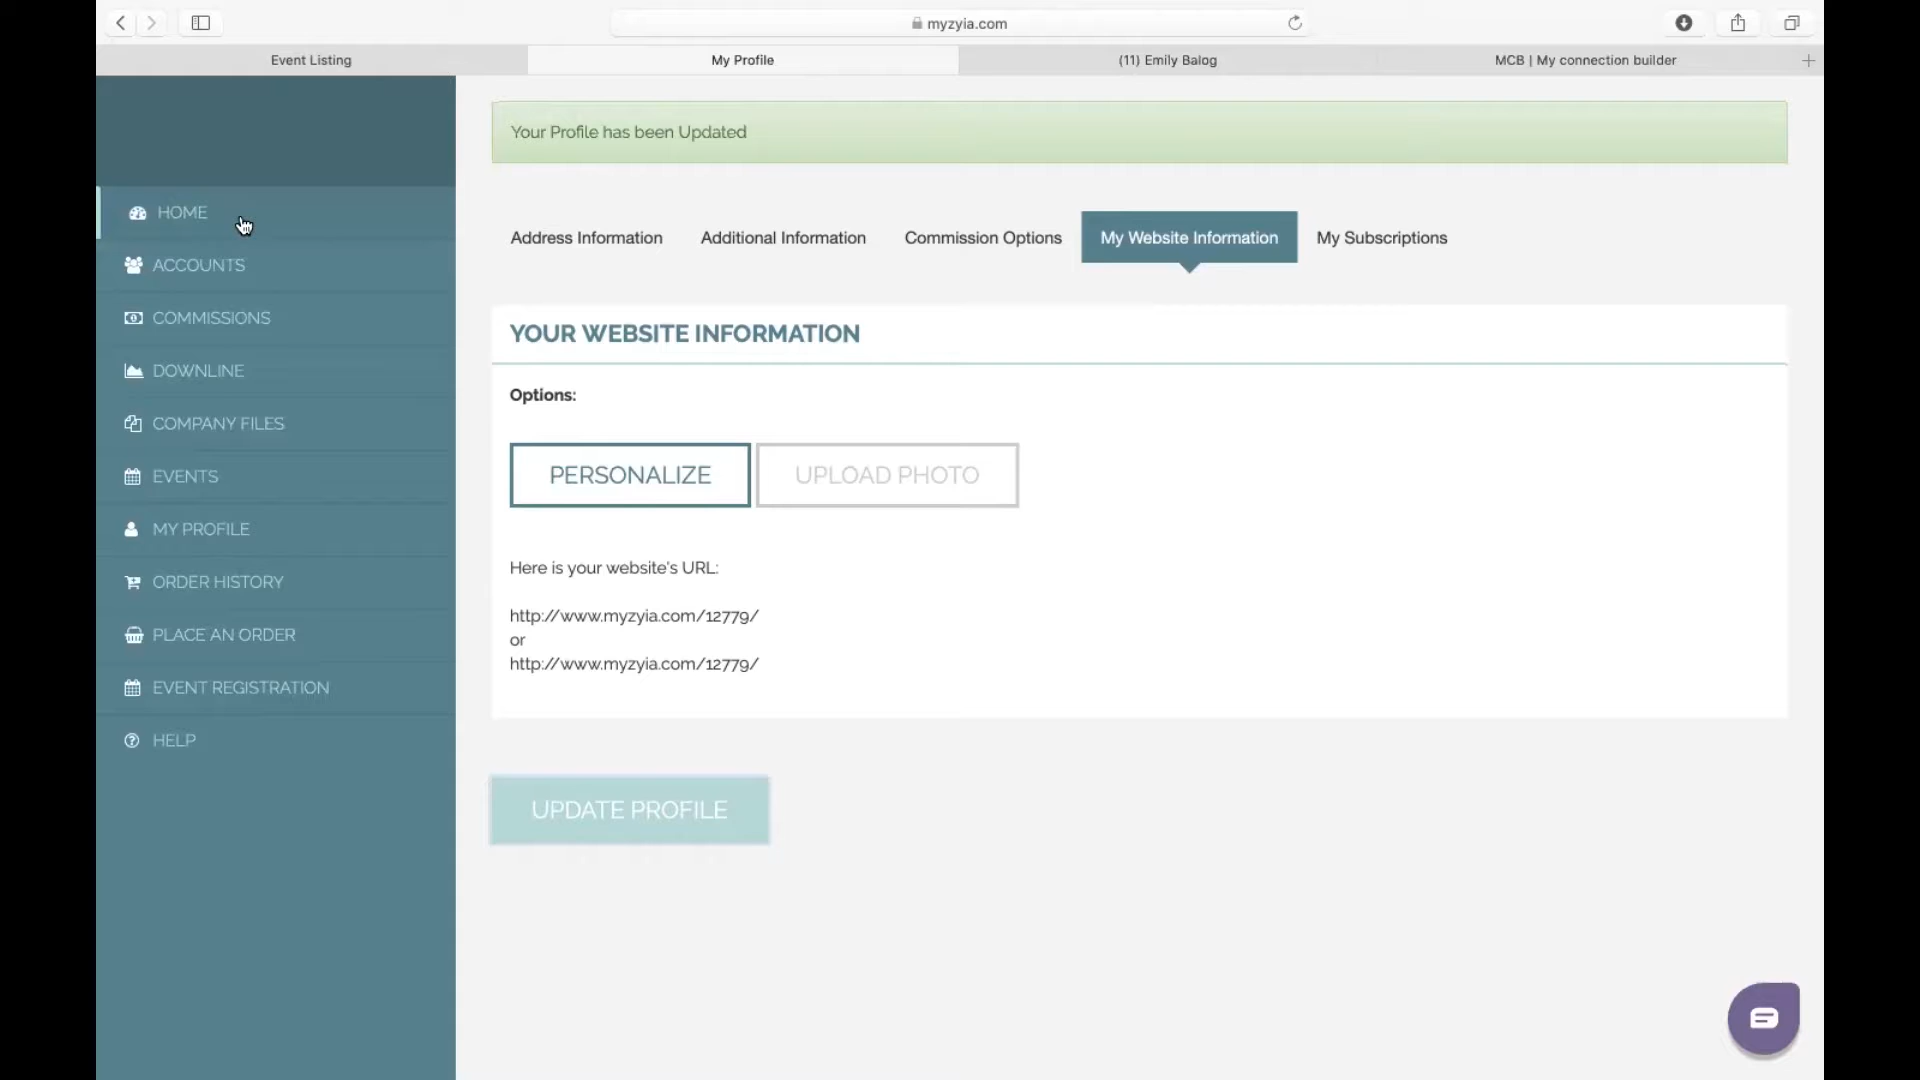 myzyia.com
Event Listing
My Profile
(11) Emily Balog
MCB | My connection builder
Your Profile has been Updated
HOME
ACCOUNTS
COMMISSIONS
DOWNLINE
COMPANY FILES
EVENTS
MY PROFILE
ORDER HISTORY
PLACE AN ORDER
EVENT REGISTRATION
HELP
Address Information
Additional Information
Commission Options
My Website Information
My Subscriptions
YOUR WEBSITE INFORMATION
Options:
PERSONALIZE
UPLOAD PHOTO
Here is your website's URL:
http://www.myzyia.com/12779/
or
http://www.myzyia.com/12779/
UPDATE PROFILE